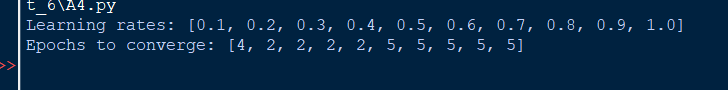 t_6\A4.py
Learning rates: [0.1, 0.2, 0.3, 0.4, 0.5, 0.6, 0.7, 0.8, 0.9, 1.0]
Epochs to converge: [4, 2, 2, 2, 2, 5, 5, 5, 5, 5]
>>